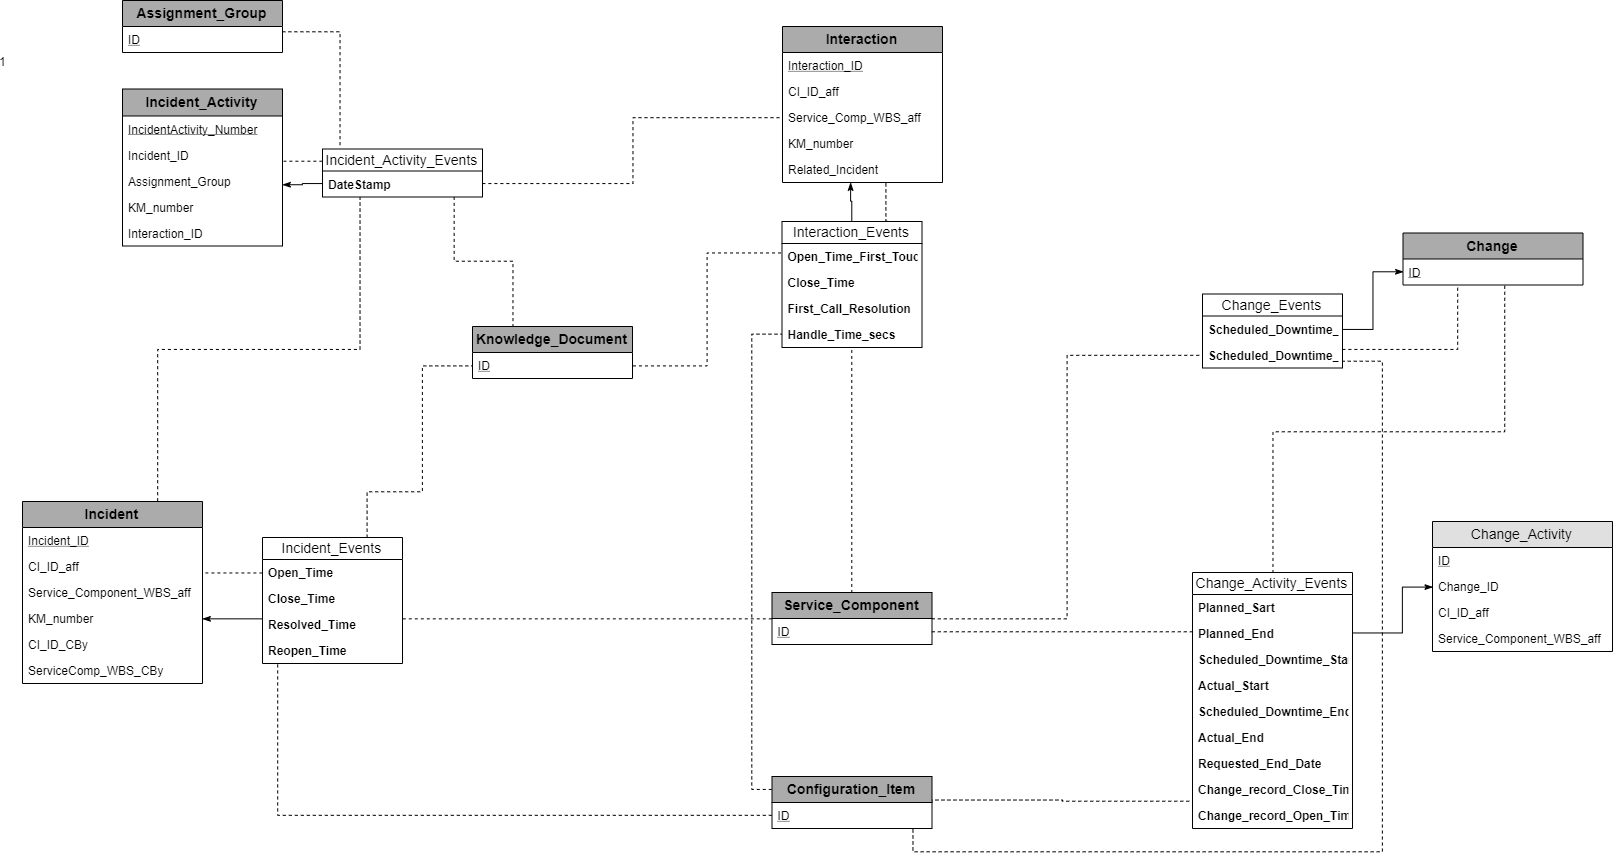 Assignment_Group
ID
1
Incident_Activity
IncidentActivity_Number
Incident_ID
Assignment_Group
KM_number
Interaction_ID
Incident_Activity_Events
DateStamp
Interaction
Interaction_ID
CI_ID_aff
Service_Comp_WBS_aff
KM_number
Related_Incident
Interaction_Events
Open_Time_First_Touc
Close_Time
First_Call_Resolution
Handle_Time_secs
Change
ID
Change_Events
Scheduled_Downtime_
Scheduled_Downtime_
Knowledge_Document
ID
Incident
Incident_ID
CI_ID_aff
Service_Component_WBS_aff
KM_number
CI_ID_CBy
ServiceComp_WBS_CBy
Incident_Events
Open_Time
Close_Time
Resolved_Time
Reopen_Time
Service_Component
ID
Change_Activity_Events
Planned_Sart
Planned_End
Scheduled_Downtime_Sta
Actual_Start
Scheduled_Downtime_End
Actual_End
Requested_End_Date
Change_record_Close_Tim
Change_record_Open_Tim
Change_Activity
ID
Change_ID
CI_ID_aff
Service_Component_WBS_aff
Configuration_Item
ID